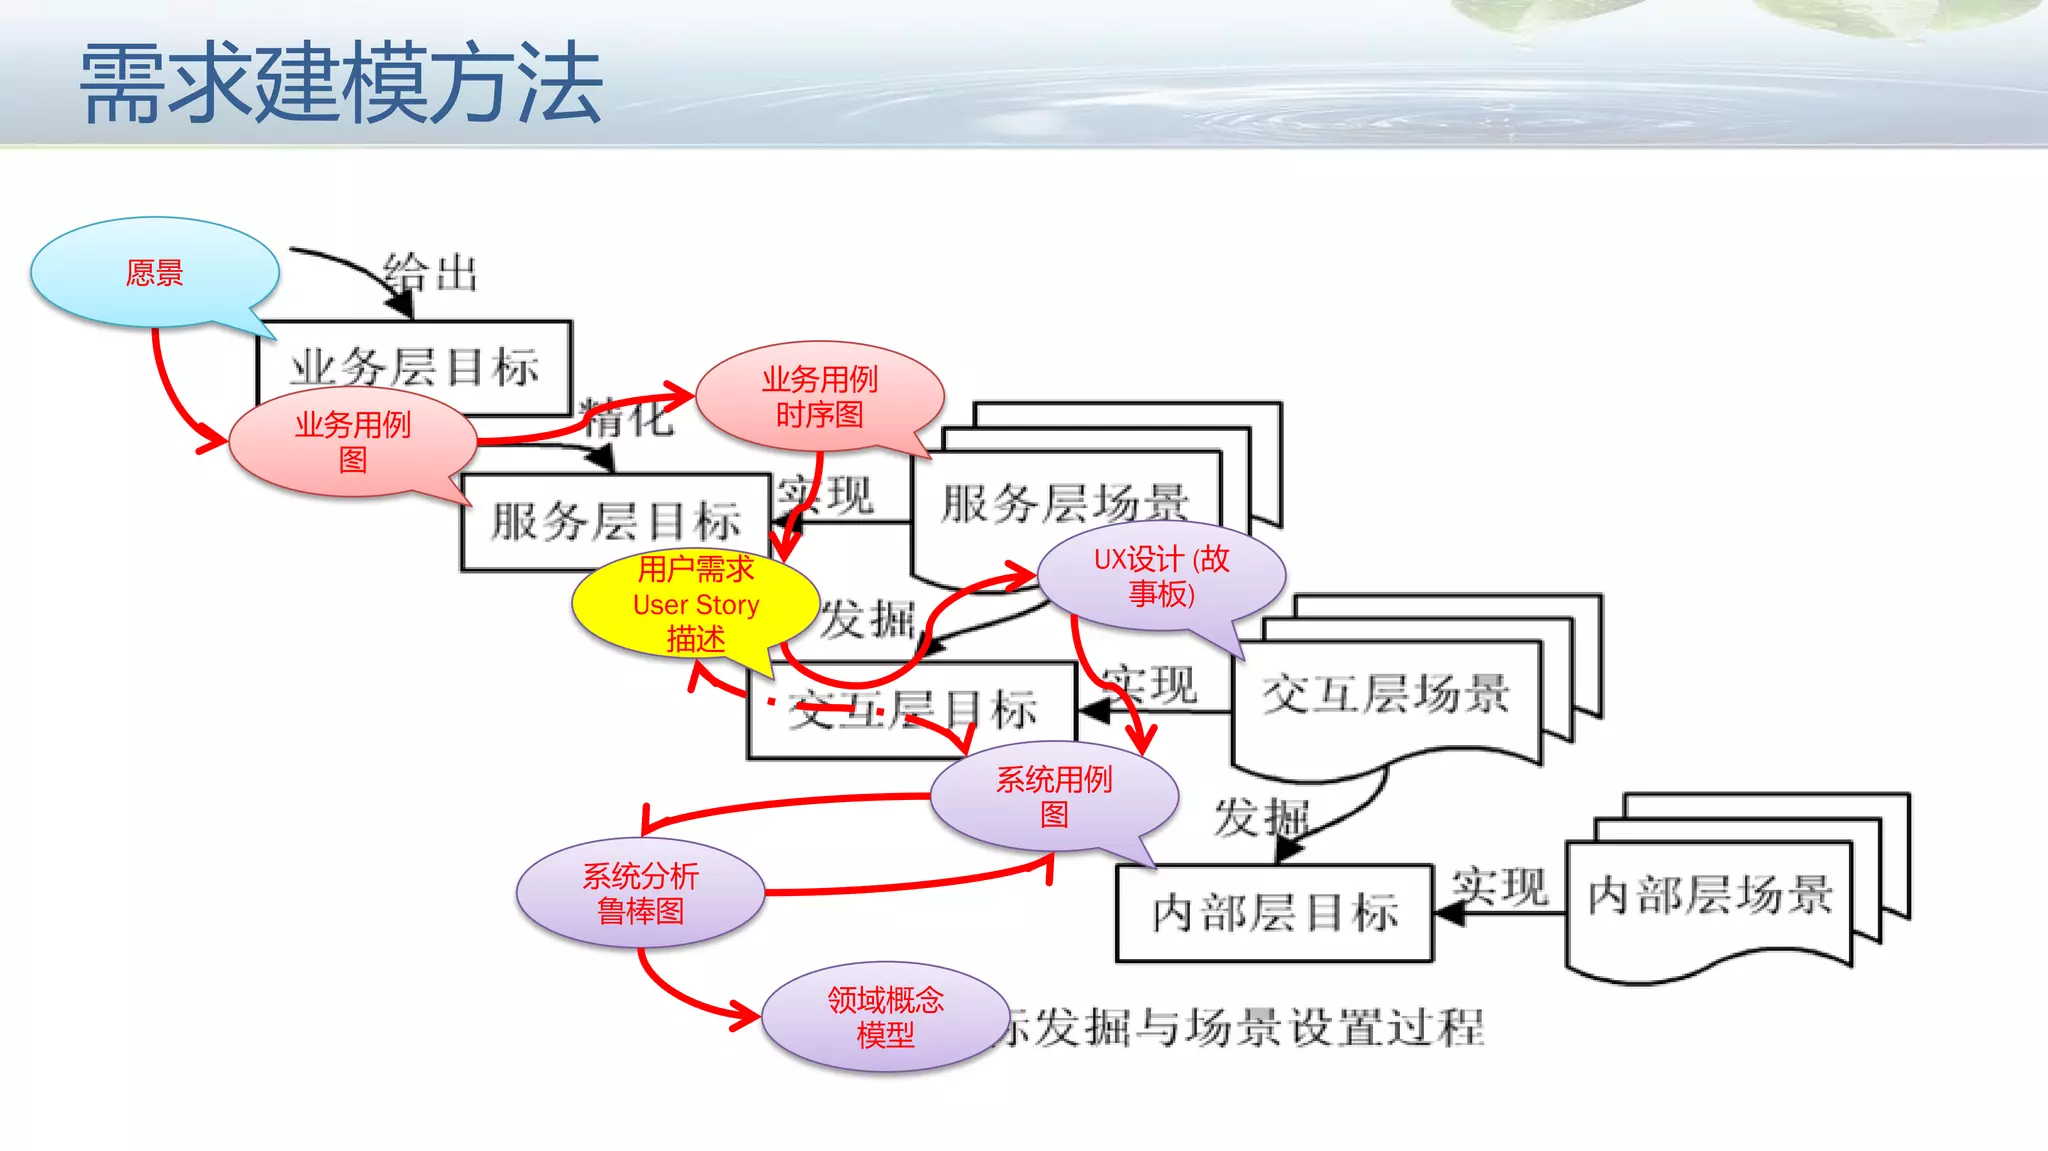 需求建模方法
愿景
给出
业务层目标
业务用例
图
精化
业务用例
时序图
服务层目标
实现
服务层场景
用户需求
User Story
描述
发掘
UX设计 (故
事板)
交互层目标
实现
交互层场景
系统用例
图
发掘
系统分析
鲁棒图
内部层目标
实现
内部层场景
领域概念
模型
标发掘与场景设置过程